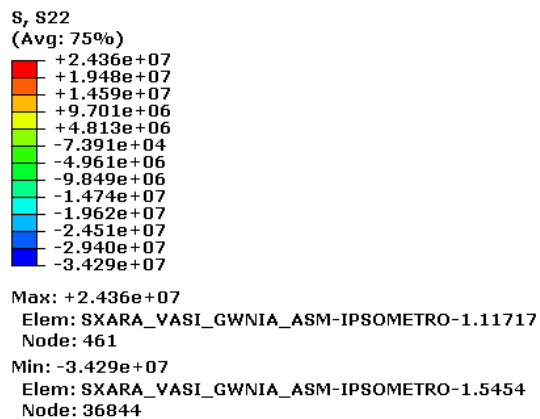 S, S22
(Avg: 75%)
+2.436e+07
+1.948e+07
+1.459e+07
+9.701e+06
+4.813e+06
-7.391e+04
-4.961e+06
-9.849e+06
-1.474e+07
-1.962e+07
-2.451e+07
-2.940e+07
-3.429e+07
Max: +2.436e+07
Elem: SXARA_VASI_GWNIA_ASM-IPSOMETRO-1.11717
Node: 461
Min: -3.429e+07
Elem: SXARA_VASI_GWNIA_ASM-IPSOMETRO-1.5454
Node: 36844